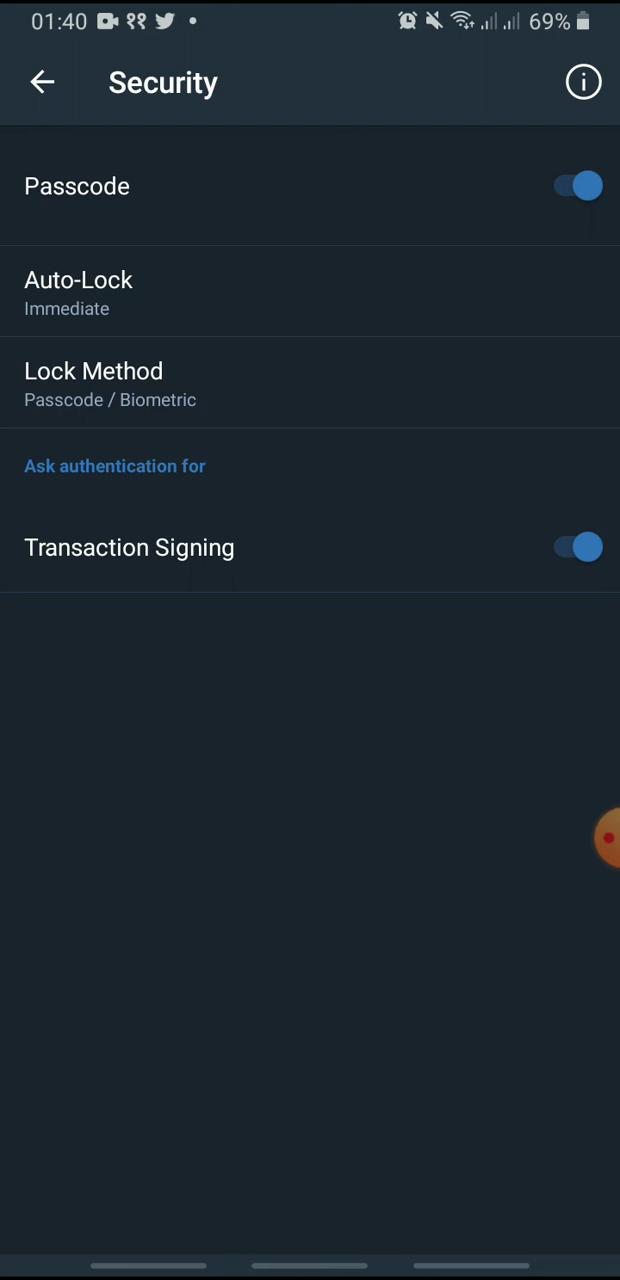 01:40
69%
Security
Passcode
Auto-Lock
Immediate
Lock Method
Passcode / Biometric
Ask authentication for
Transaction Signing